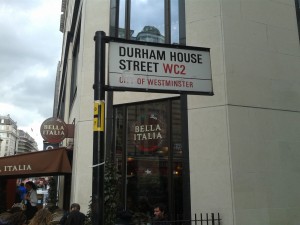 DURHAM HOUSE
STREET WC2
CITY OF WESTMINSTER
BELLA
ITALIA
BELLA
ITALIA
A ITALIA